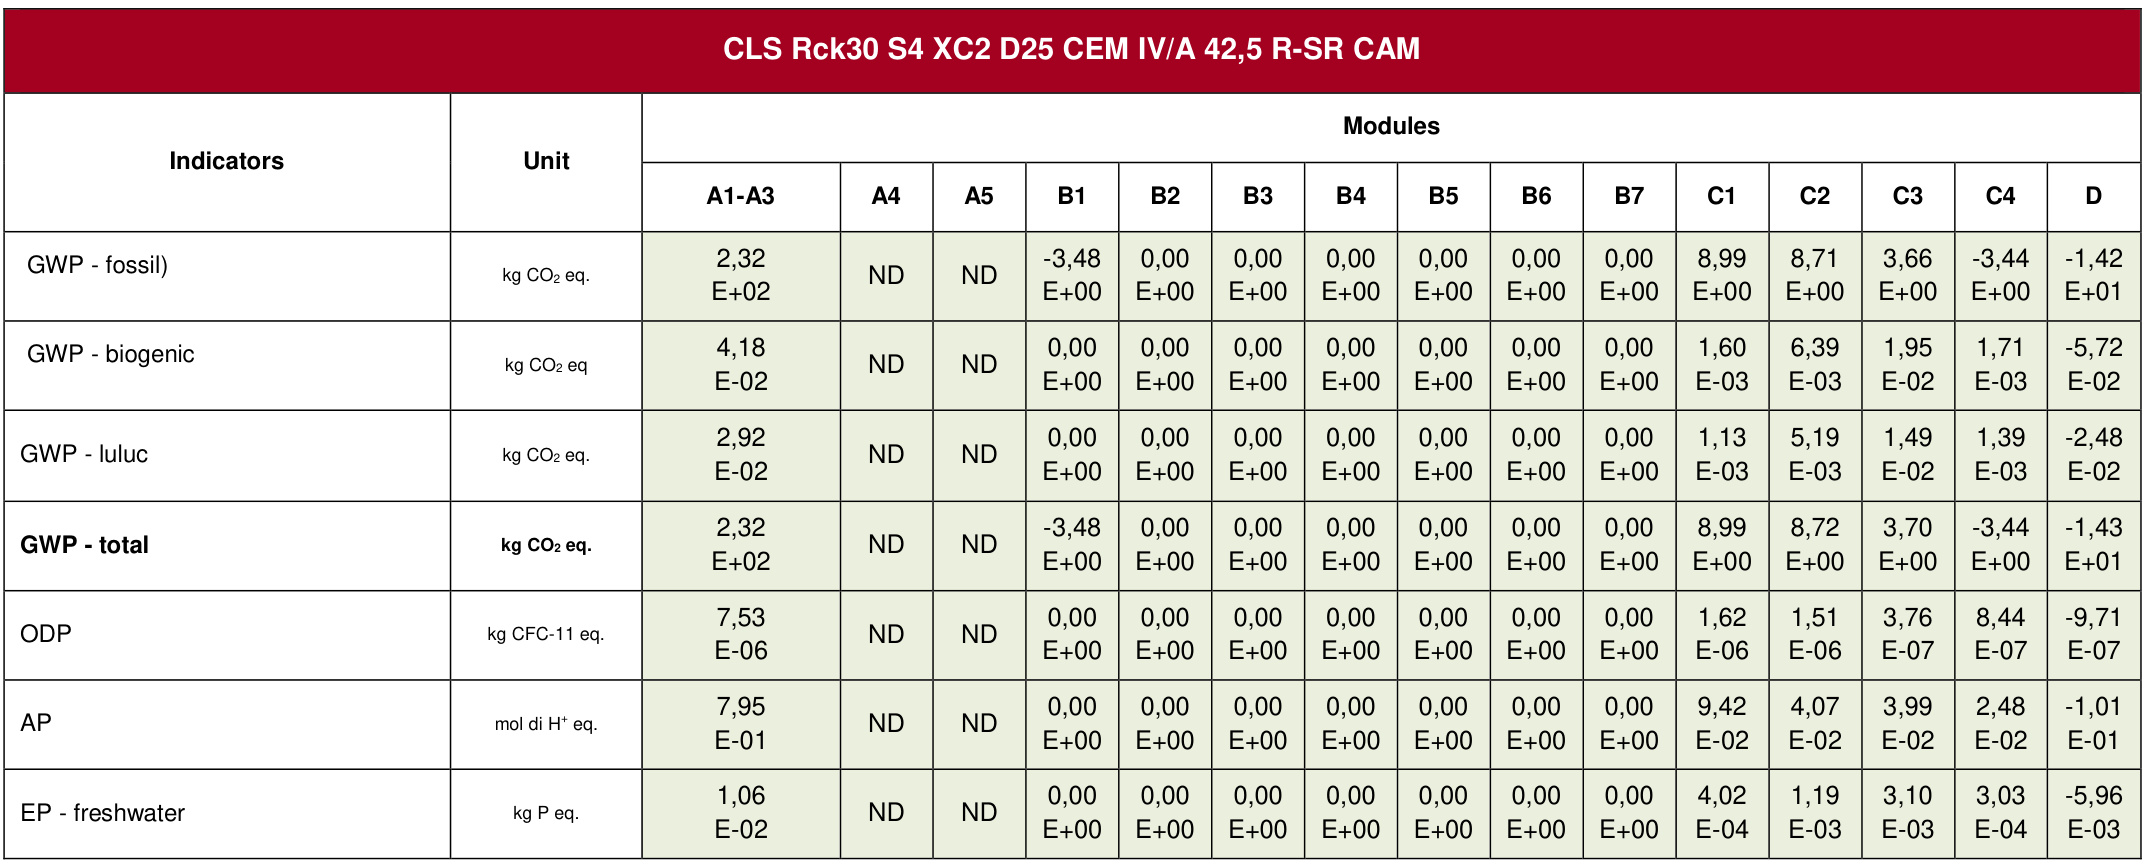 CLS Rck30 S4 XC2 D25 CEM IV/A 42,5 R-SR CAM
Indicators Unit Modules
A1-A3 A4 A5 B1 B2 B3 B4 B5 B6 B7 C1 C2 C3 C4 D
GWP - fossil) kg CO₂ eq. 2,32 E+02 ND ND -3,48 E+00 0,00 E+00 0,00 E+00 0,00 E+00 0,00 E+00 0,00 E+00 0,00 E+00 8,99 E+00 8,71 E+00 3,66 E+00 -3,44 E+00 -1,42 E+01
GWP - biogenic kg CO₂ eq 4,18 E-02 ND ND 0,00 E+00 0,00 E+00 0,00 E+00 0,00 E+00 0,00 E+00 0,00 E+00 0,00 E+00 1,60 E-03 6,39 E-03 1,95 E-02 1,71 E-03 -5,72 E-02
GWP - luluc kg CO₂ eq. 2,92 E-02 ND ND 0,00 E+00 0,00 E+00 0,00 E+00 0,00 E+00 0,00 E+00 0,00 E+00 0,00 E+00 1,13 E-03 5,19 E-03 1,49 E-02 1,39 E-03 -2,48 E-02
GWP - total kg CO₂ eq. 2,32 E+02 ND ND -3,48 E+00 0,00 E+00 0,00 E+00 0,00 E+00 0,00 E+00 0,00 E+00 0,00 E+00 8,99 E+00 8,72 E+00 3,70 E+00 -3,44 E+00 -1,43 E+01
ODP kg CFC-11 eq. 7,53 E-06 ND ND 0,00 E+00 0,00 E+00 0,00 E+00 0,00 E+00 0,00 E+00 0,00 E+00 0,00 E+00 1,62 E-06 1,51 E-06 3,76 E-07 8,44 E-07 -9,71 E-07
AP mol di H⁺ eq. 7,95 E-01 ND ND 0,00 E+00 0,00 E+00 0,00 E+00 0,00 E+00 0,00 E+00 0,00 E+00 0,00 E+00 9,42 E-02 4,07 E-02 3,99 E-02 2,48 E-02 -1,01 E-01
EP - freshwater kg P eq. 1,06 E-02 ND ND 0,00 E+00 0,00 E+00 0,00 E+00 0,00 E+00 0,00 E+00 0,00 E+00 0,00 E+00 4,02 E-04 1,19 E-03 3,10 E-03 3,03 E-04 -5,96 E-03